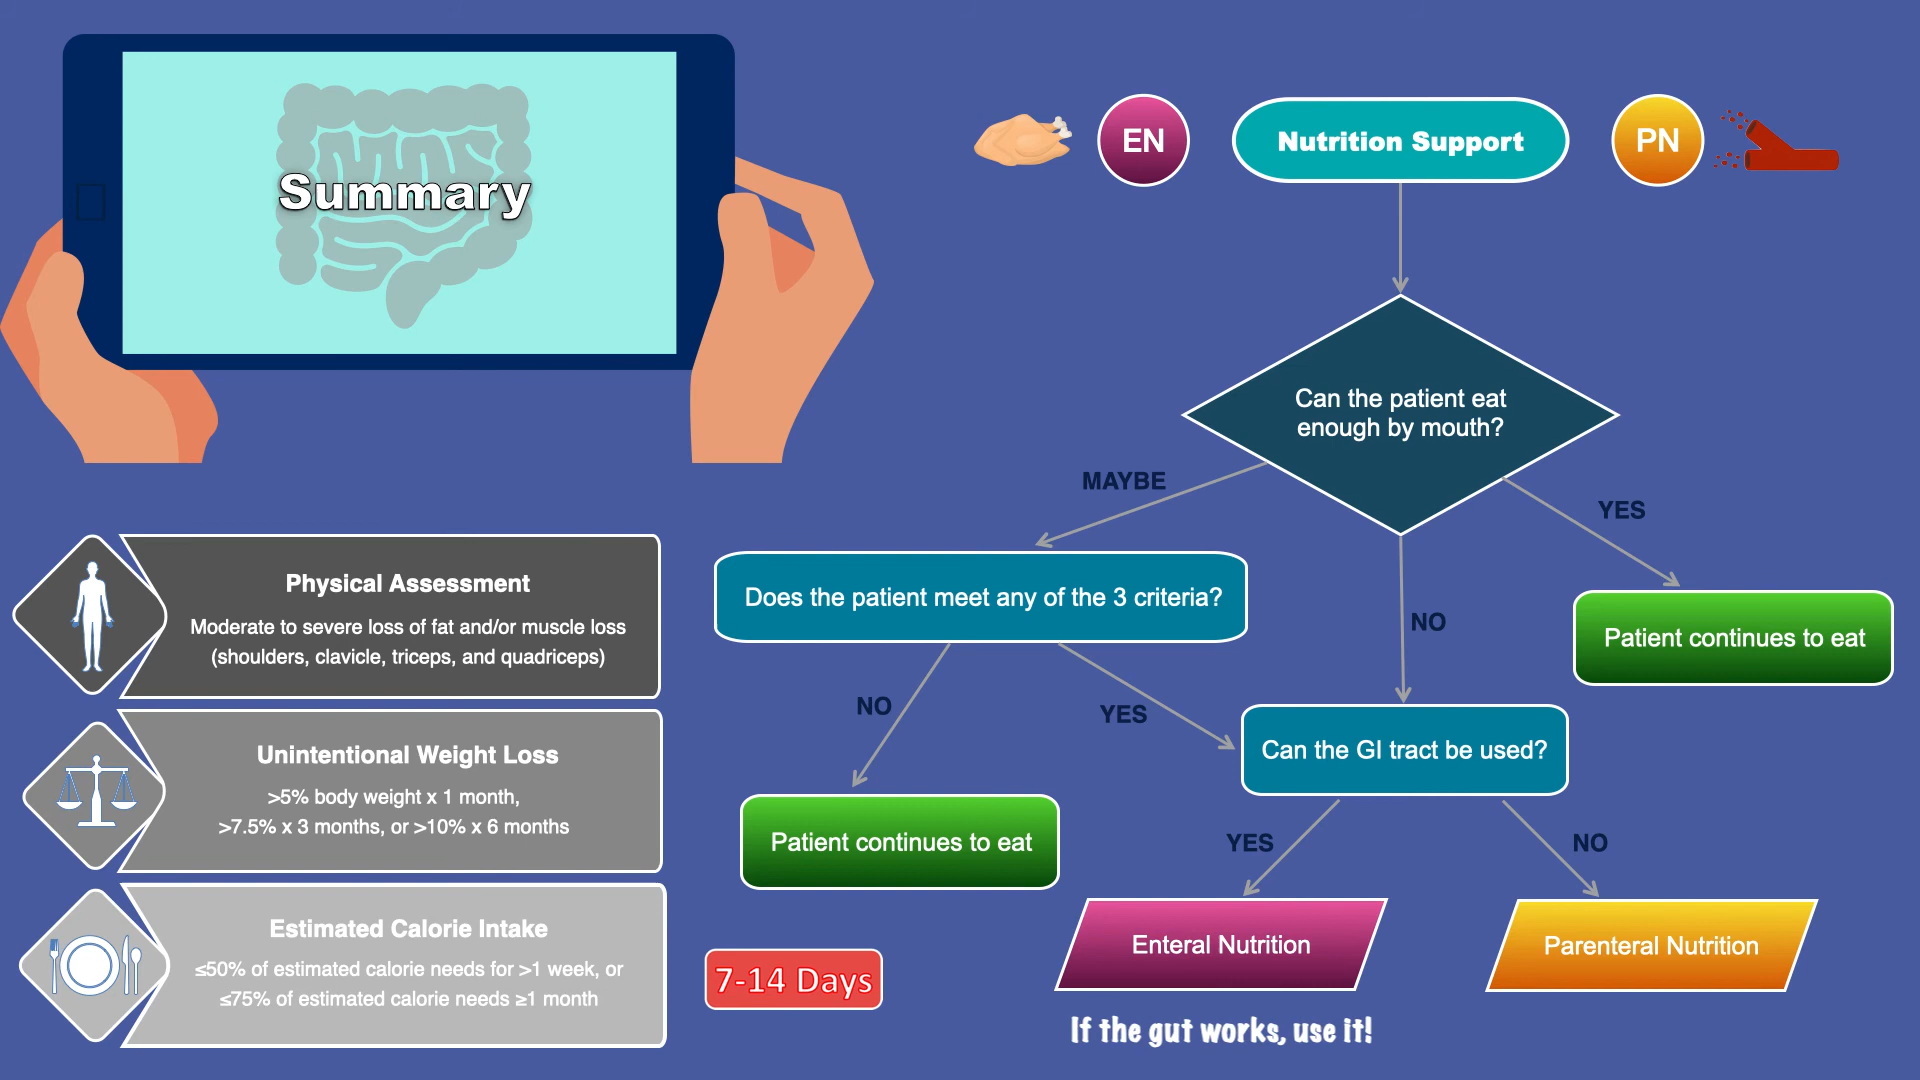 Summary
EN
Nutrition Support
PN
Can the patient eat
enough by mouth?
MAYBE
YES
NO
Does the patient meet any of the 3 criteria?
Patient continues to eat
NO
YES
Can the GI tract be used?
Patient continues to eat
YES
NO
Enteral Nutrition
Parenteral Nutrition
If the gut works, use it!
Physical Assessment
Moderate to severe loss of fat and/or muscle loss
(shoulders, clavicle, triceps, and quadriceps)
Unintentional Weight Loss
>5% body weight x 1 month,
>7.5% x 3 months, or >10% x 6 months
Estimated Calorie Intake
≤50% of estimated calorie needs for >1 week, or
≤75% of estimated calorie needs ≥1 month
7-14 Days